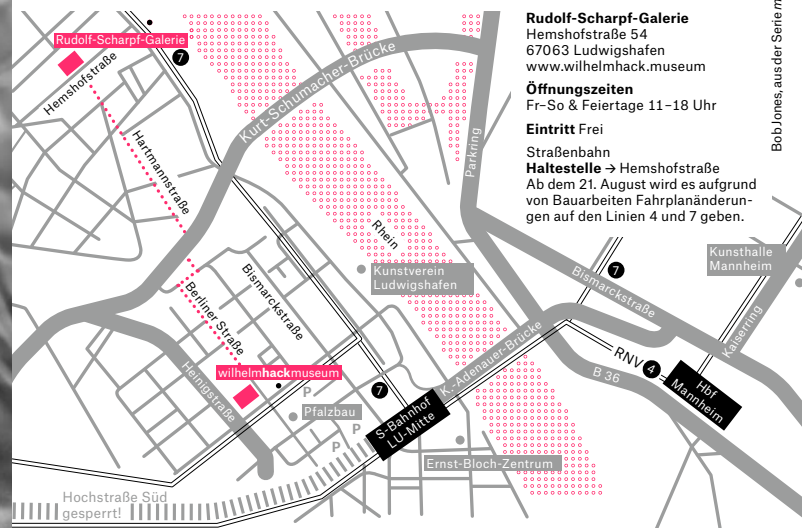 Rudolf-Scharpf-Galerie
Hemshofstraße 54
67063 Ludwigshafen
www.wilhelmhack.museum
Öffnungszeiten
Fr–So & Feiertage 11–18 Uhr
Eintritt Frei
Straßenbahn
Haltestelle → Hemshofstraße
Ab dem 21. August wird es aufgrund
von Bauarbeiten Fahrplanänderun-
gen auf den Linien 4 und 7 geben.
Bob Jones, aus der Serie
Rudolf-Scharpf-Galerie
7
Hemshofstraße
Kurt-Schumacher-Brücke
Hartmannstraße
Parkring
Rhein
Kunstverein
Ludwigshafen
Bismarckstraße
Berliner Straße
Heinigstraße
wilhelmhackmuseum
Pfalzbau
P
P
P
7
S-Bahnhof
LU-Mitte
K.-Adenauer-Brücke
Ernst-Bloch-Zentrum
Hochstraße Süd
gesperrt!
7
Bismarckstraße
Kunsthalle
Mannheim
Kaiserring
RNV 4
B 36
Hbf
Mannheim